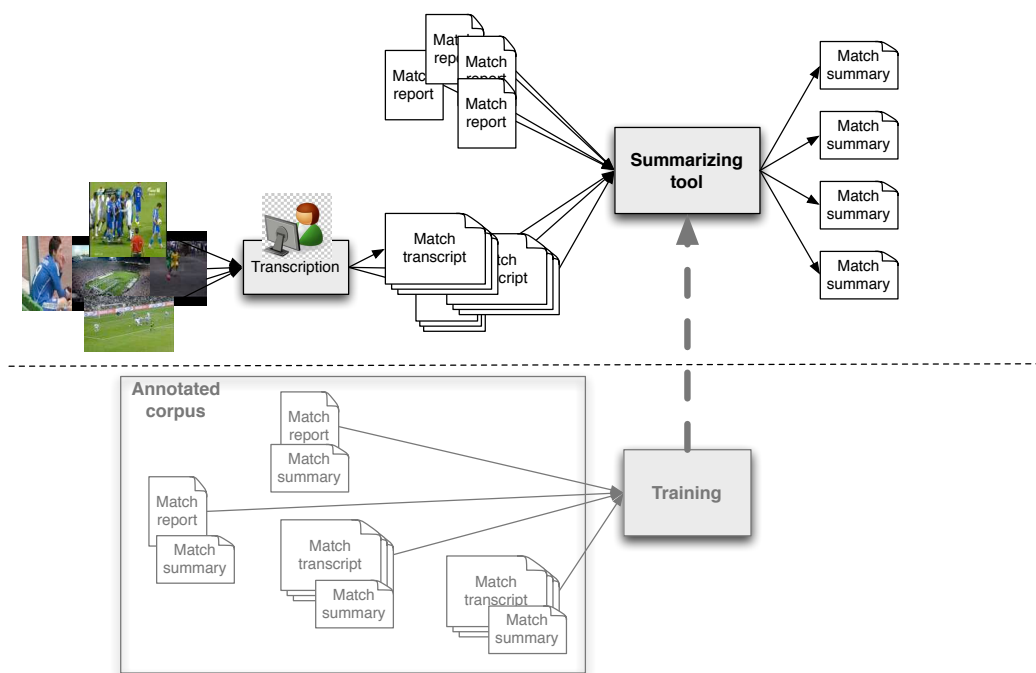 Match
report
Match
report
Match
report
Match
report
Match
summary
Match
summary
Match
summary
Match
summary
Summarizing
tool
Transcription
Match
transcript
Annotated
corpus
Match
report
Match
summary
Match
report
Match
summary
Match
transcript
Match
summary
Match
transcript
Match
summary
Training